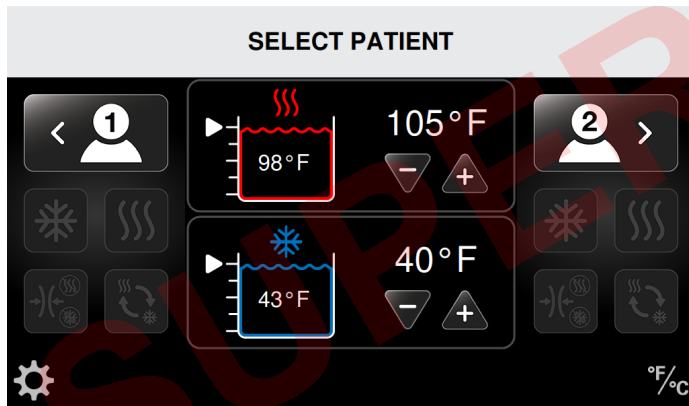 SELECT PATIENT
1
105°F
98°F
2
40°F
43°F
°F/°C
SUPER